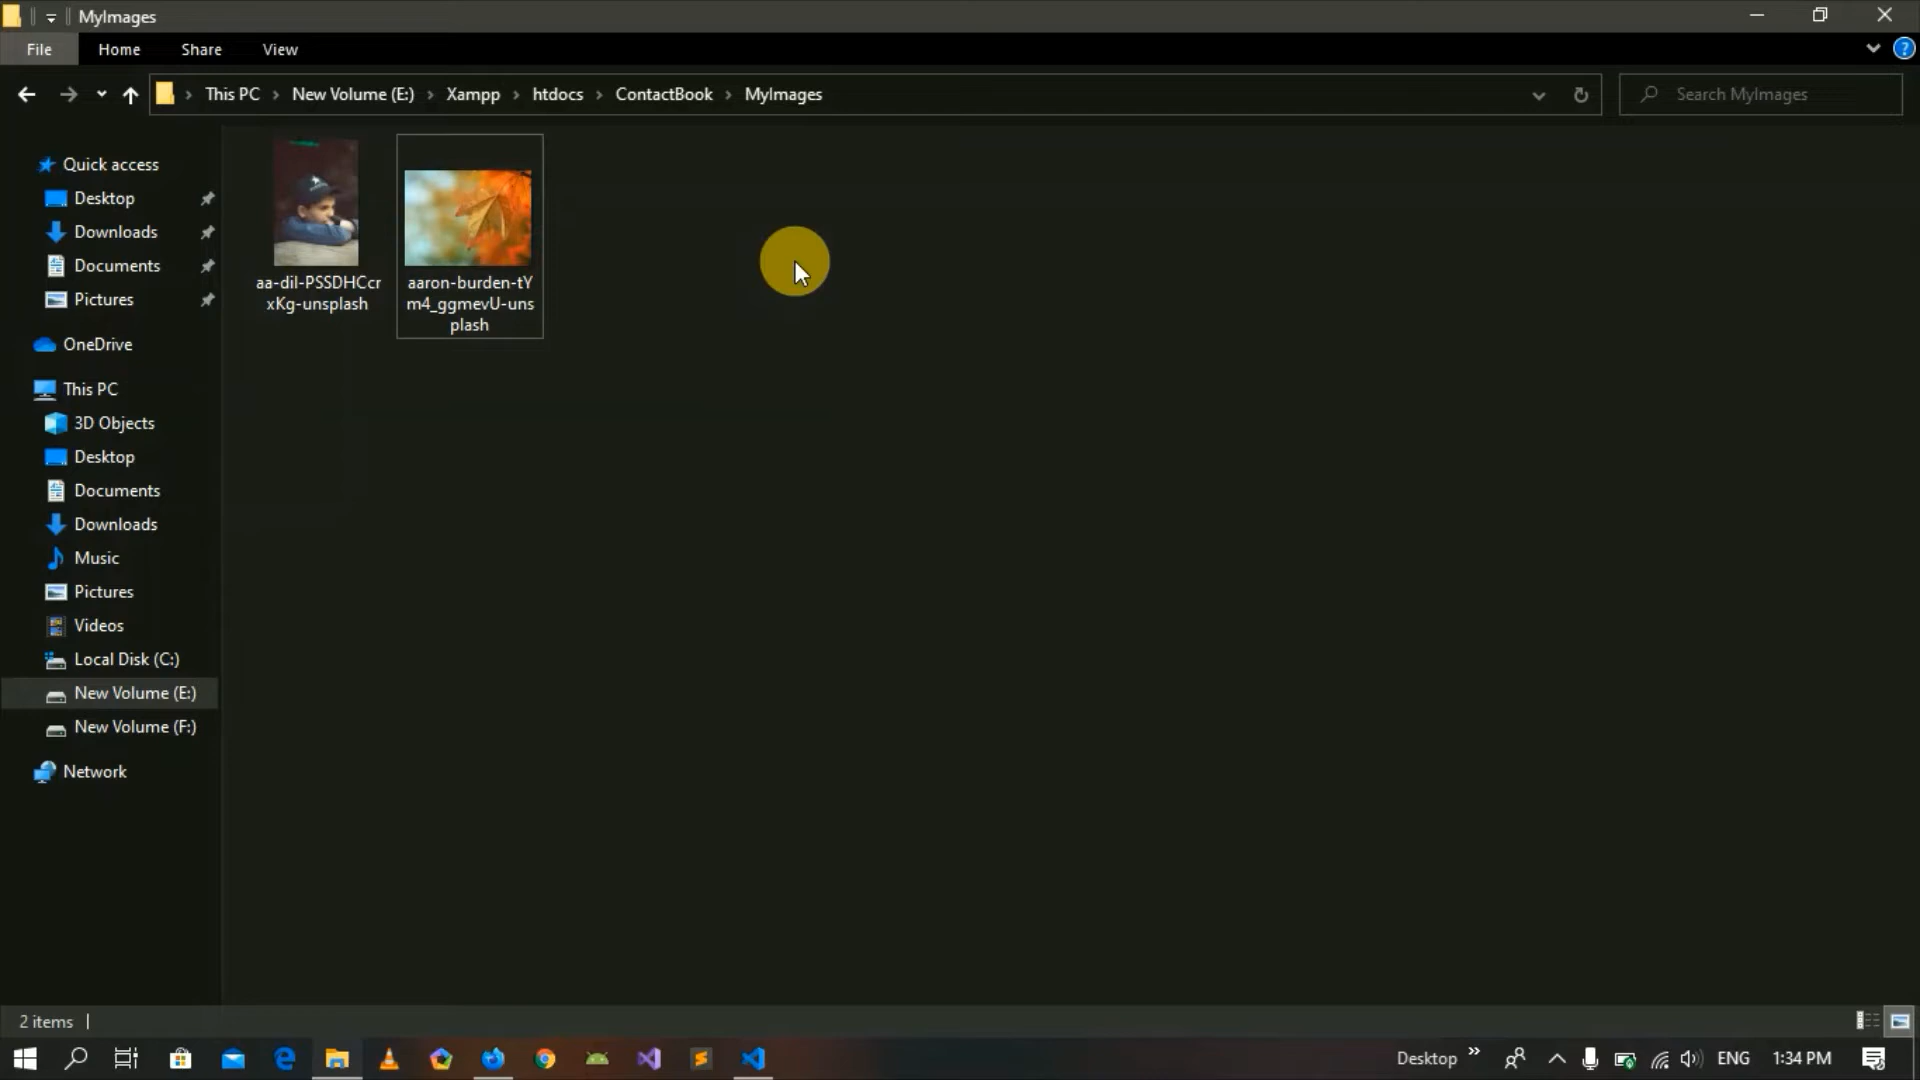 MyImages
File Home Share View
This PC New Volume (E:) Xampp htdocs ContactBook MyImages
Search MyImages
Quick access
Desktop
Downloads
Documents
Pictures
OneDrive
This PC
3D Objects
Desktop
Documents
Downloads
Music
Pictures
Videos
Local Disk (C:)
New Volume (E:)
New Volume (F:)
Network
aa-dil-PSSDHCcr
xKg-unsplash
aaron-burden-tY
m4_ggmevU-uns
plash
2 items
Desktop
ENG
1:34 PM